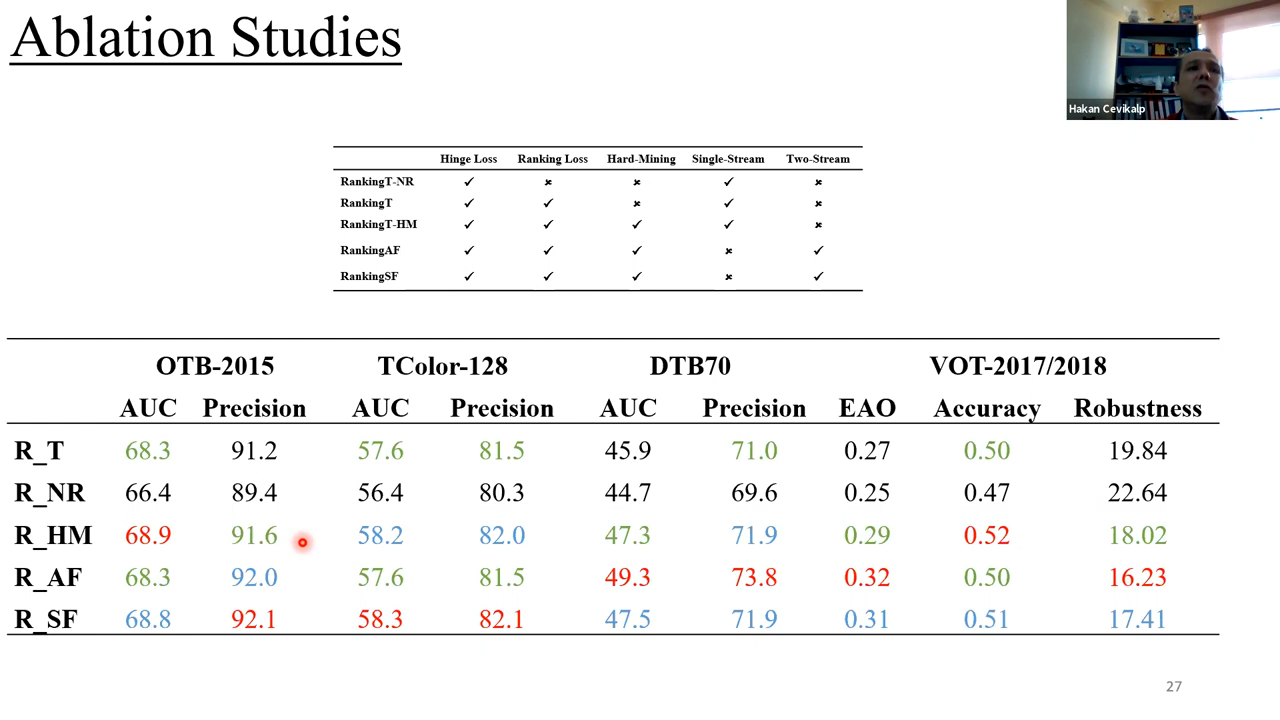 Ablation Studies
Hakan Cevikalp
Hinge Loss Ranking Loss Hard-Mining Single-Stream Two-Stream
RankingT-NR ✓ × × ✓ ×
RankingT ✓ ✓ × ✓ ×
RankingT-HM ✓ ✓ ✓ ✓ ×
RankingAF ✓ ✓ ✓ × ✓
RankingSF ✓ ✓ ✓ × ✓
OTB-2015 TColor-128 DTB70 VOT-2017/2018
AUC Precision AUC Precision AUC Precision EAO Accuracy Robustness
R_T 68.3 91.2 57.6 81.5 45.9 71.0 0.27 0.50 19.84
R_NR 66.4 89.4 56.4 80.3 44.7 69.6 0.25 0.47 22.64
R_HM 68.9 91.6 58.2 82.0 47.3 71.9 0.29 0.52 18.02
R_AF 68.3 92.0 57.6 81.5 49.3 73.8 0.32 0.50 16.23
R_SF 68.8 92.1 58.3 82.1 47.5 71.9 0.31 0.51 17.41
27